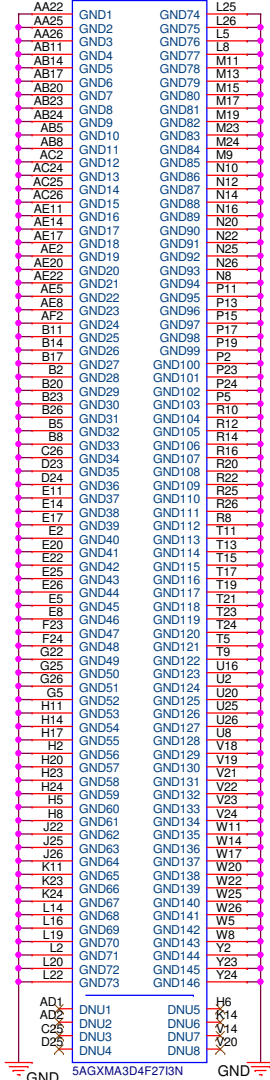 AA22 GND1 GND74 L25
AA25 GND2 GND75 L26
AA26 GND3 GND76 L5
AB11 GND4 GND77 L8
AB14 GND5 GND78 M11
AB17 GND6 GND79 M13
AB20 GND7 GND80 M15
AB23 GND8 GND81 M17
AB24 GND9 GND82 M19
AB5 GND10 GND83 M23
AB8 GND11 GND84 M24
AC2 GND12 GND85 M9
AC24 GND13 GND86 N10
AC25 GND14 GND87 N12
AC26 GND15 GND88 N14
AE11 GND16 GND89 N16
AE14 GND17 GND90 N20
AE17 GND18 GND91 N22
AE2 GND19 GND92 N25
AE20 GND20 GND93 N26
AE22 GND21 GND94 N8
AE5 GND22 GND95 P11
AE8 GND23 GND96 P13
AF2 GND24 GND97 P15
B11 GND25 GND98 P17
B14 GND26 GND99 P19
B17 GND27 GND100 P2
B2 GND28 GND101 P23
B20 GND29 GND102 P24
B23 GND30 GND103 P5
B26 GND31 GND104 R10
B5 GND32 GND105 R12
B8 GND33 GND106 R14
C26 GND34 GND107 R16
D23 GND35 GND108 R20
D24 GND36 GND109 R22
E11 GND37 GND110 R25
E14 GND38 GND111 R26
E17 GND39 GND112 R8
E2 GND40 GND113 T11
E20 GND41 GND114 T13
E22 GND42 GND115 T15
E25 GND43 GND116 T17
E26 GND44 GND117 T19
E5 GND45 GND118 T21
E8 GND46 GND119 T23
F23 GND47 GND120 T24
F24 GND48 GND121 T5
G22 GND49 GND122 T9
G25 GND50 GND123 U16
G26 GND51 GND124 U2
G5 GND52 GND125 U20
H11 GND53 GND126 U25
H14 GND54 GND127 U26
H17 GND55 GND128 U8
H2 GND56 GND129 V18
H20 GND57 GND130 V19
H23 GND58 GND131 V21
H24 GND59 GND132 V22
H5 GND60 GND133 V23
H8 GND61 GND134 V24
J22 GND62 GND135 W11
J25 GND63 GND136 W14
J26 GND64 GND137 W17
K11 GND65 GND138 W20
K23 GND66 GND139 W22
K24 GND67 GND140 W25
L14 GND68 GND141 W26
L16 GND69 GND142 W5
L19 GND70 GND143 W8
L2 GND71 GND144 Y2
L20 GND72 GND145 Y23
L22 GND73 GND146 Y24
AD1 DNU1 DNU5 H6
AD2 DNU2 DNU6 K14
C25 DNU3 DNU7 V14
D25 DNU4 DNU8 V20
GND 5AGXMA3D4F27I3N GND